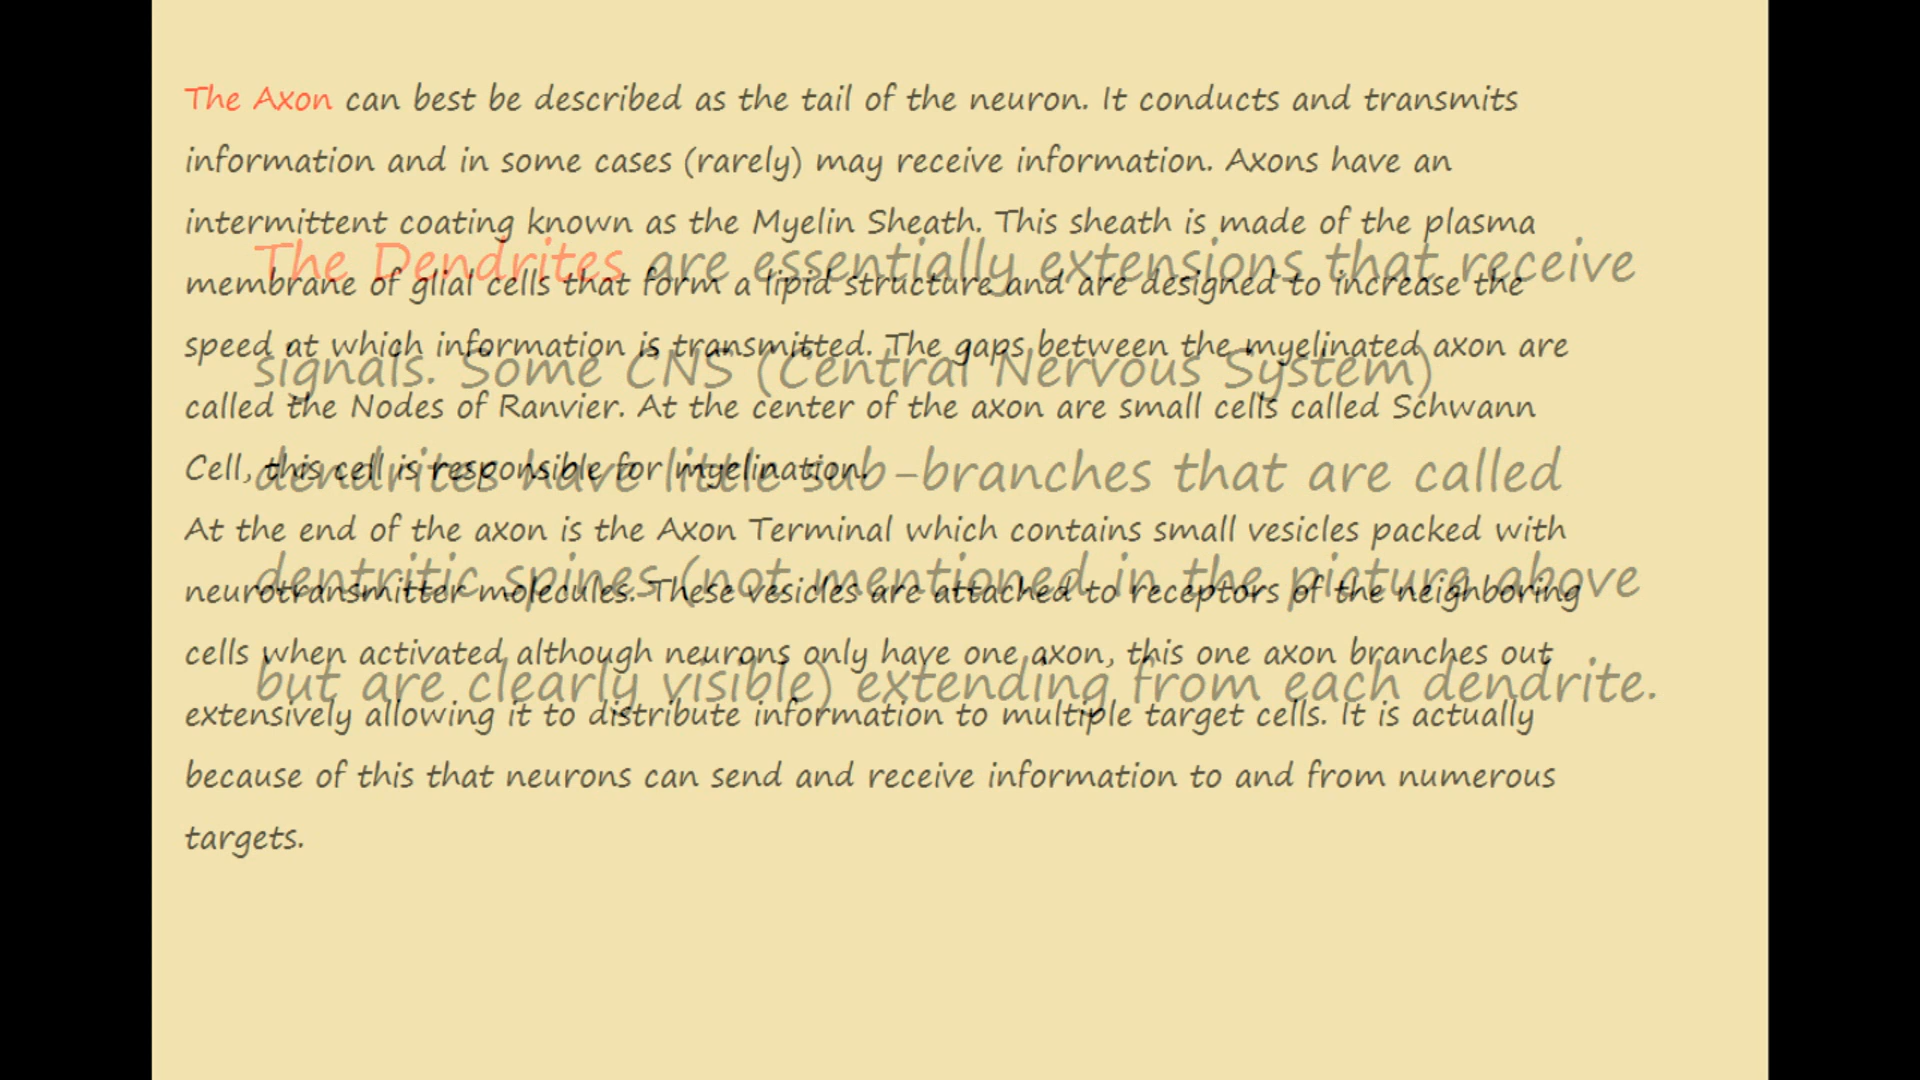 The Axon can best be described as the tail of the neuron. It conducts and transmits
information and in some cases (rarely) may receive information. Axons have an
intermittent coating known as the Myelin Sheath. This sheath is made of the plasma
membrane of glial cells that form a lipid structure and are designed to increase the
speed at which information is transmitted. The gaps between the myelinated axon are
called the Nodes of Ranvier. At the center of the axon are small cells called Schwann
Cell, this cell is responsible for myelination.
At the end of the axon is the Axon Terminal which contains small vesicles packed with
neurotransmitter molecules. These vesicles are attached to receptors of the neighboring
cells when activated although neurons only have one axon, this one axon branches out
extensively allowing it to distribute information to multiple target cells. It is actually
because of this that neurons can send and receive information to and from numerous
targets.
The Dendrites are essentially extensions that receive
signals. Some CNS (Central Nervous System)
dendrites have little sub-branches that are called
dentritic spines (not mentioned in the picture above
but are clearly visible) extending from each dendrite.